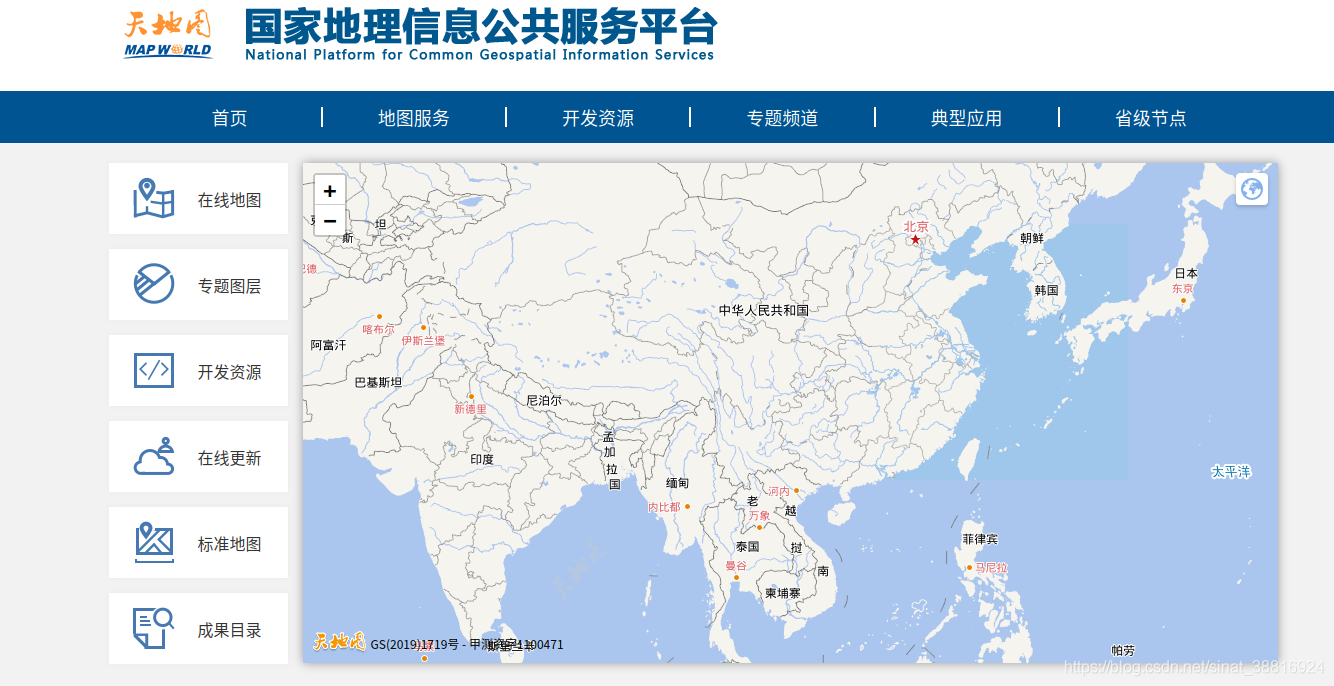 天地图
MAP WORLD
国家地理信息公共服务平台
National Platform for Common Geospatial Information Services
首页
地图服务
开发资源
专题频道
典型应用
省级节点
在线地图
专题图层
开发资源
在线更新
标准地图
成果目录
+
−
斯
坦
北京
朝鲜
日本
韩国
东京
中华人民共和国
喀布尔
伊斯兰堡
阿富汗
巴基斯坦
新德里
尼泊尔
孟
加
拉
国
印度
太平洋
缅甸
河内
老
内比都
万象
越
菲律宾
泰国
挝
曼谷
马尼拉
南
柬埔寨
天地图
GS(2019)1719号 - 甲测资字1100471
斯里兰卡
帕劳
https://blog.csdn.net/sinat_38816924